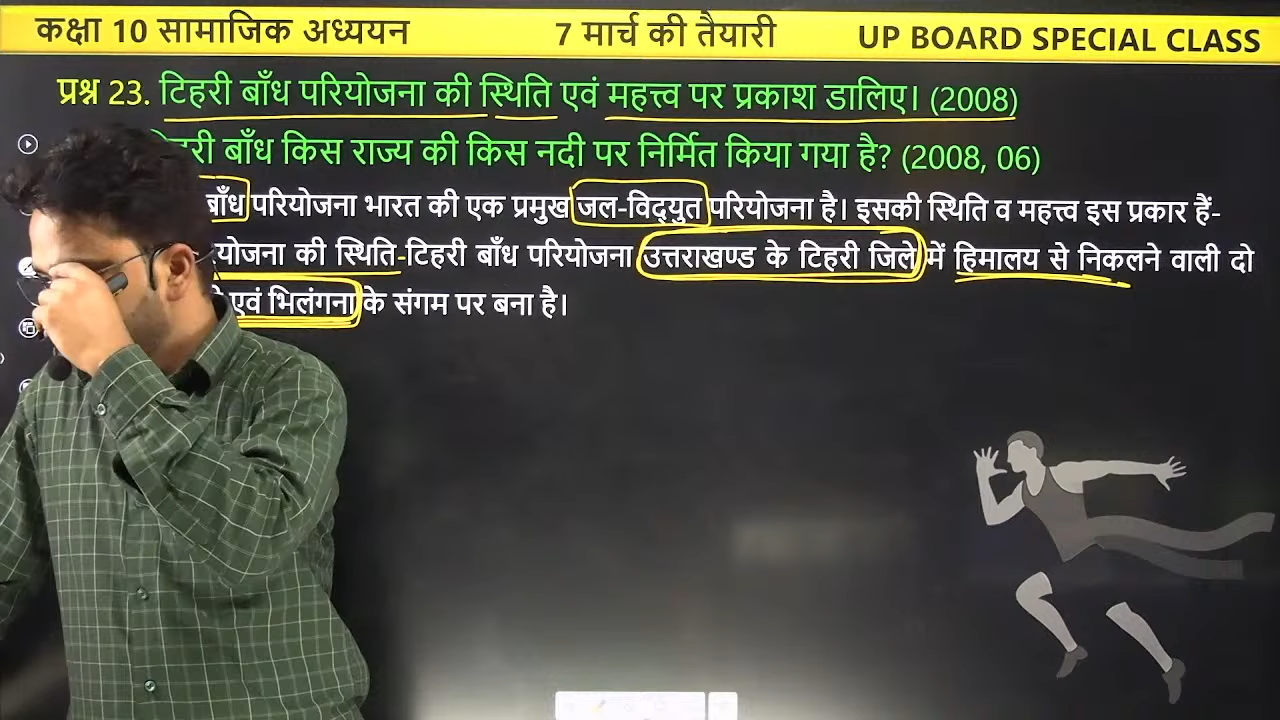 कक्षा 10 सामाजिक अध्ययन 7 मार्च की तैयारी UP BOARD SPECIAL CLASS
प्रश्न 23. टिहरी बाँध परियोजना की स्थिति एवं महत्त्व पर प्रकाश डालिए। (2008)
बाँध किस राज्य की किस नदी पर निर्मित किया गया है? (2008, 06)
बाँध परियोजना भारत की एक प्रमुख जल-विद्युत परियोजना है। इसकी स्थिति व महत्त्व इस प्रकार हैं-
की स्थिति-टिहरी बाँध परियोजना उत्तराखण्ड के टिहरी जिले में हिमालय से निकलने वाली दो
एवं भिलंगना के संगम पर बना है।